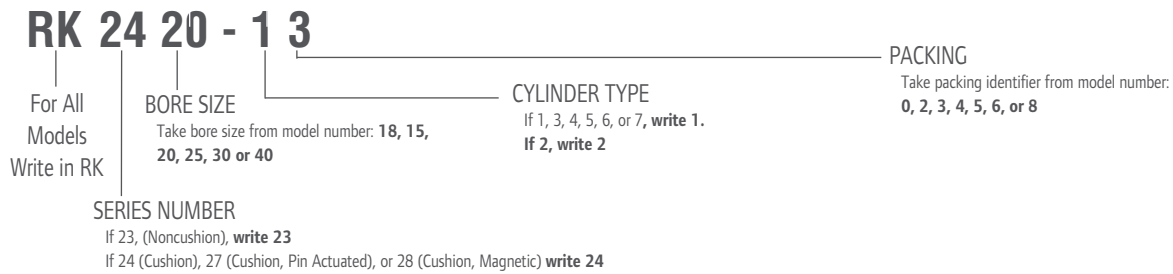 RK 24 20 - 1 3
PACKING
Take packing identifier from model number:
0, 2, 3, 4, 5, 6, or 8
CYLINDER TYPE
If 1, 3, 4, 5, 6, or 7, write 1.
If 2, write 2
For All
Models
Write in RK
BORE SIZE
Take bore size from model number: 18, 15,
20, 25, 30 or 40
SERIES NUMBER
If 23, (Noncushion), write 23
If 24 (Cushion), 27 (Cushion, Pin Actuated), or 28 (Cushion, Magnetic) write 24